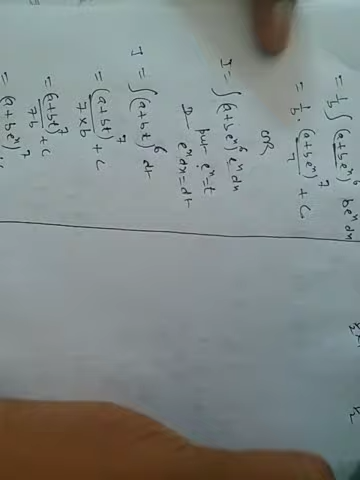 = 1/b ∫ (a+be^x)^6 be^x dx
= 1/b · (a+be^x)^7/7 + C
OR
I = ∫ (a+be^x)^6 e^x dx
put e^x = t
e^x dx = dt
I = ∫ (a+bt)^6 dt
= (a+bt)^7/7×b + C
= (a+bt)^7/7b + C
= (a+be^x)^7